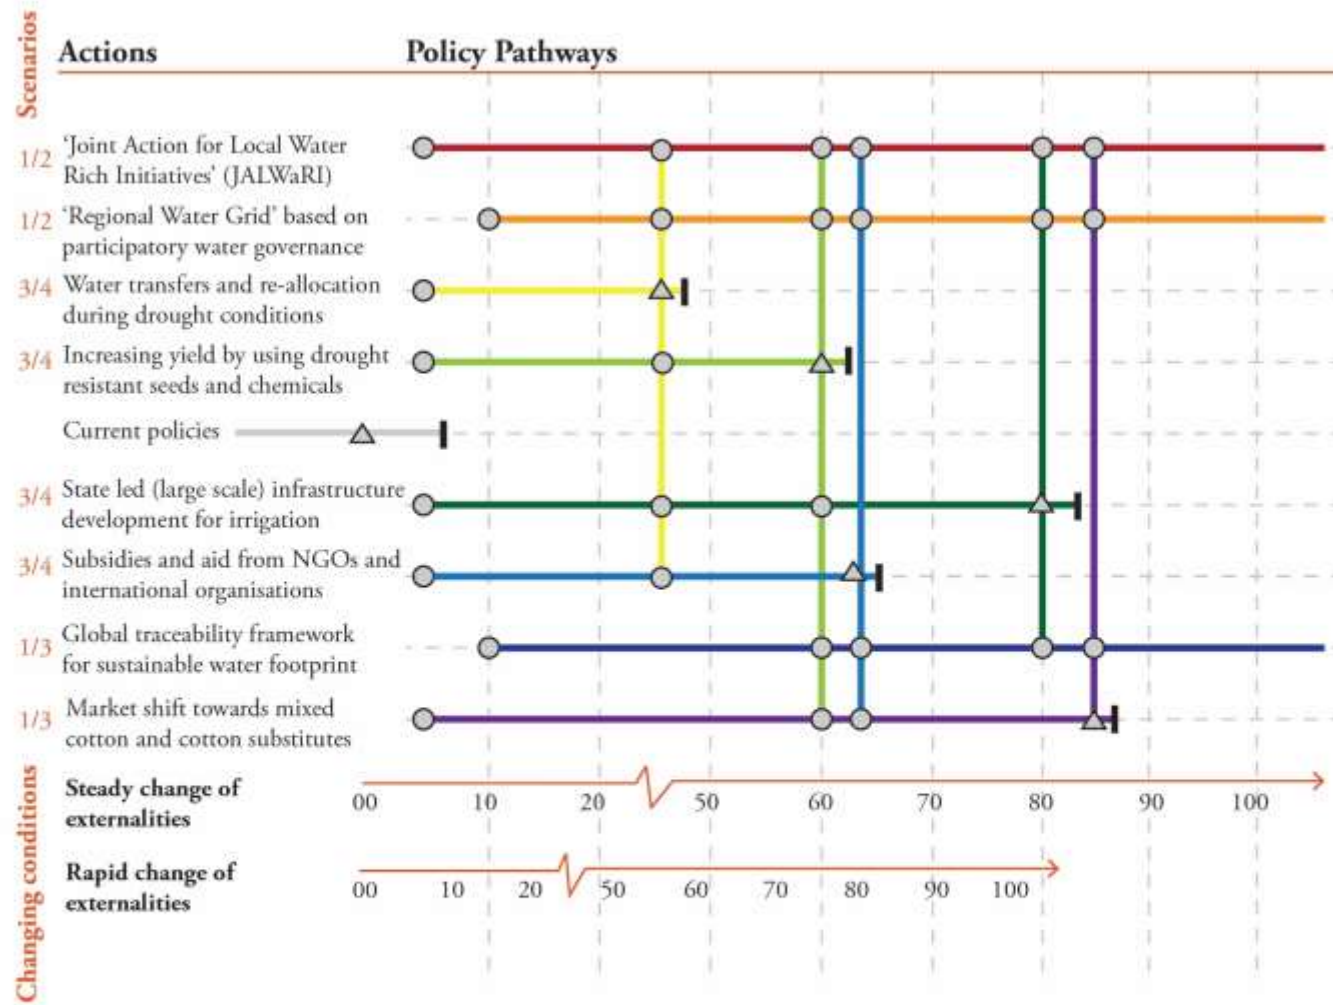 Scenarios
Actions
Policy Pathways
1/2
'Joint Action for Local Water
Rich Initiatives' (JALWaRI)
1/2
'Regional Water Grid' based on
participatory water governance
3/4
Water transfers and re-allocation
during drought conditions
3/4
Increasing yield by using drought
resistant seeds and chemicals
Current policies
3/4
State led (large scale) infrastructure
development for irrigation
3/4
Subsidies and aid from NGOs and
international organisations
1/3
Global traceability framework
for sustainable water footprint
1/3
Market shift towards mixed
cotton and cotton substitutes
Changing conditions
Steady change of
externalities
00 10 20 50 60 70 80 90 100
Rapid change of
externalities
00 10 20 50 60 70 80 90 100